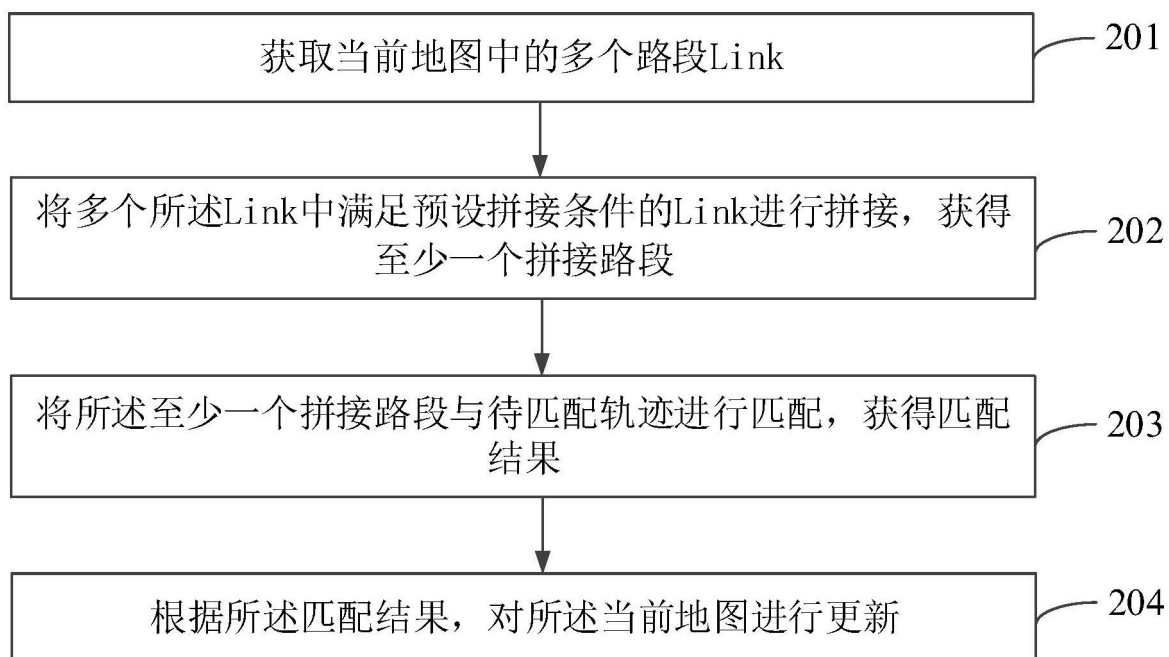 获取当前地图中的多个路段Link
201
将多个所述Link中满足预设拼接条件的Link进行拼接，获得
至少一个拼接路段
202
将所述至少一个拼接路段与待匹配轨迹进行匹配，获得匹配
结果
203
根据所述匹配结果，对所述当前地图进行更新
204